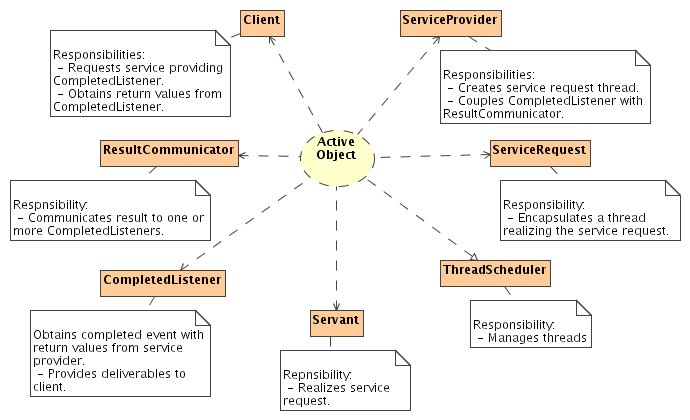 Client
ServiceProvider
Responsibilities:
- Requests service providing
CompletedListener.
- Obtains return values from
CompletedListener.
Responsibilities:
- Creates service request thread.
- Couples CompletedListener with
ResultCommunicator.
Active
Object
ResultCommunicator
ServiceRequest
Respnsibility:
- Communicates result to one or
more CompletedListeners.
Responsibility:
- Encapsulates a thread
realizing the service request.
CompletedListener
ThreadScheduler
Obtains completed event with
return values from service
provider.
- Provides deliverables to
client.
Servant
Responsibility:
- Manages threads
Repnsibility:
- Realizes service
request.